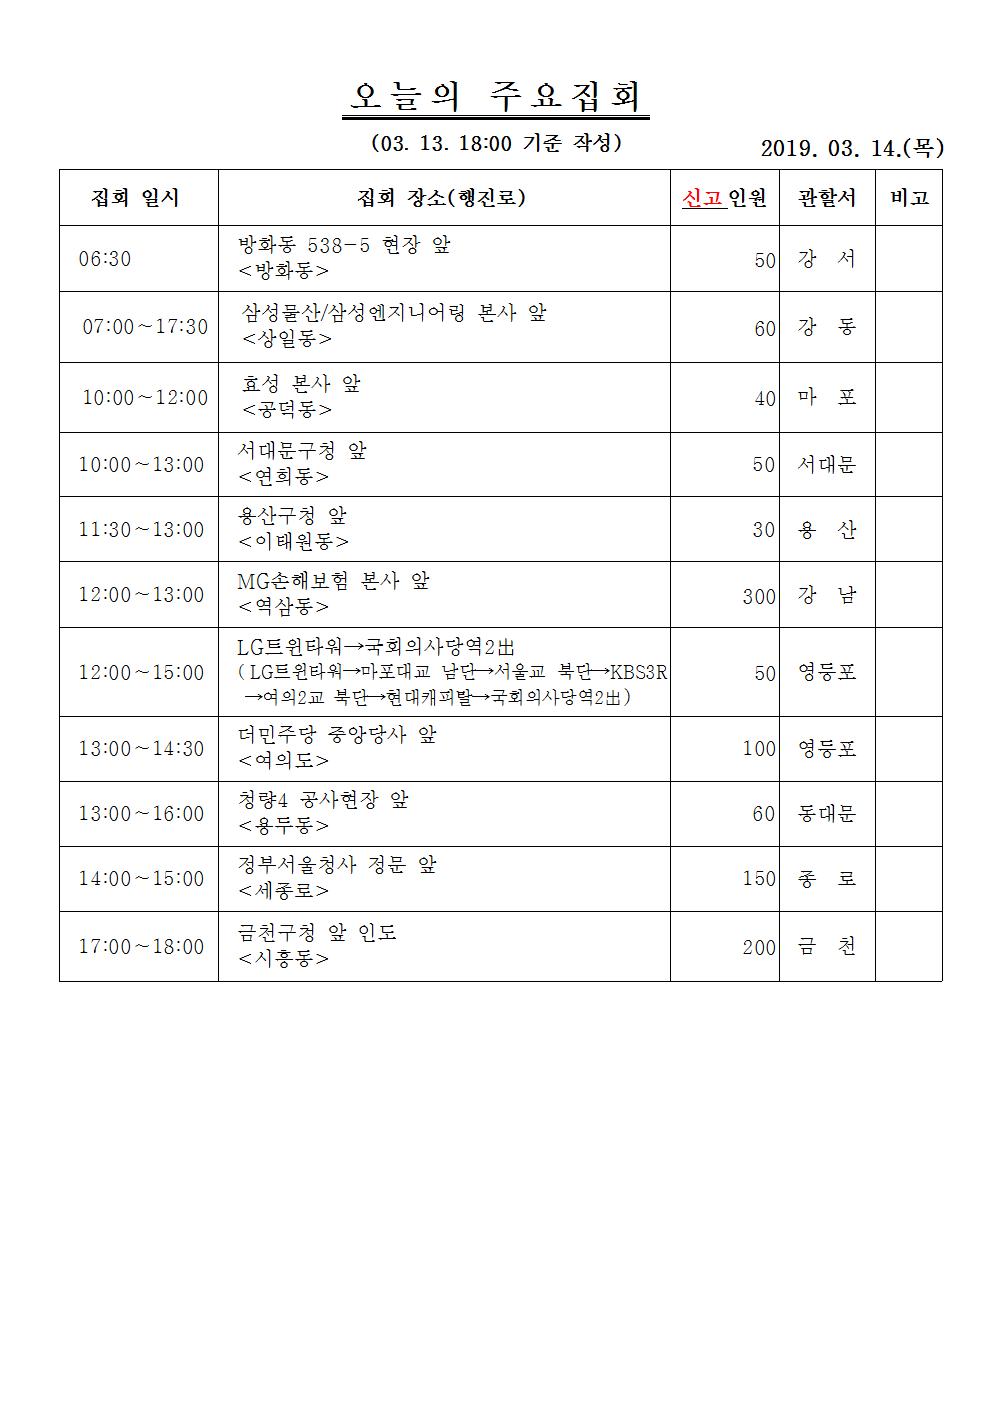 오늘의 주요집회
(03. 13. 18:00 기준 작성)
2019. 03. 14.(목)
집회 일시 집회 장소(행진로) 신고 인원 관할서 비고
06:30 방화동 538-5 현장 앞 <방화동> 50 강 서
07:00~17:30 삼성물산/삼성엔지니어링 본사 앞 <상일동> 60 강 동
10:00~12:00 효성 본사 앞 <공덕동> 40 마 포
10:00~13:00 서대문구청 앞 <연희동> 50 서대문
11:30~13:00 용산구청 앞 <이태원동> 30 용 산
12:00~13:00 MG손해보험 본사 앞 <역삼동> 300 강 남
12:00~15:00 LG트윈타워→국회의사당역2出
( LG트윈타워→마포대교 남단→서울교 북단→KBS3R
→여의2교 북단→현대캐피탈→국회의사당역2出 ) 50 영등포
13:00~14:30 더민주당 중앙당사 앞 <여의도> 100 영등포
13:00~16:00 청량4 공사현장 앞 <용두동> 60 동대문
14:00~15:00 정부서울청사 정문 앞 <세종로> 150 종 로
17:00~18:00 금천구청 앞 인도 <시흥동> 200 금 천